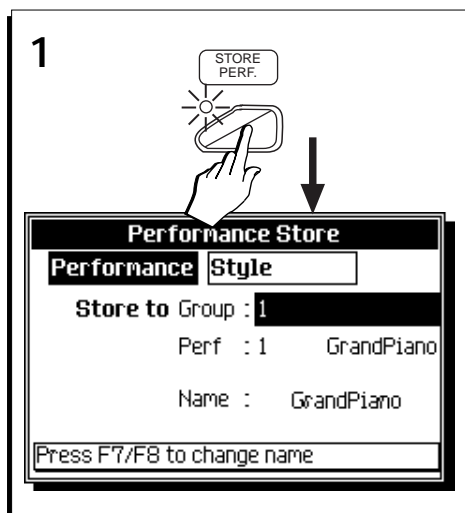 1
STORE
PERF.
Performance Store
Performance Style
Store to Group : 1
Perf : 1 GrandPiano
Name : GrandPiano
Press F7/F8 to change name